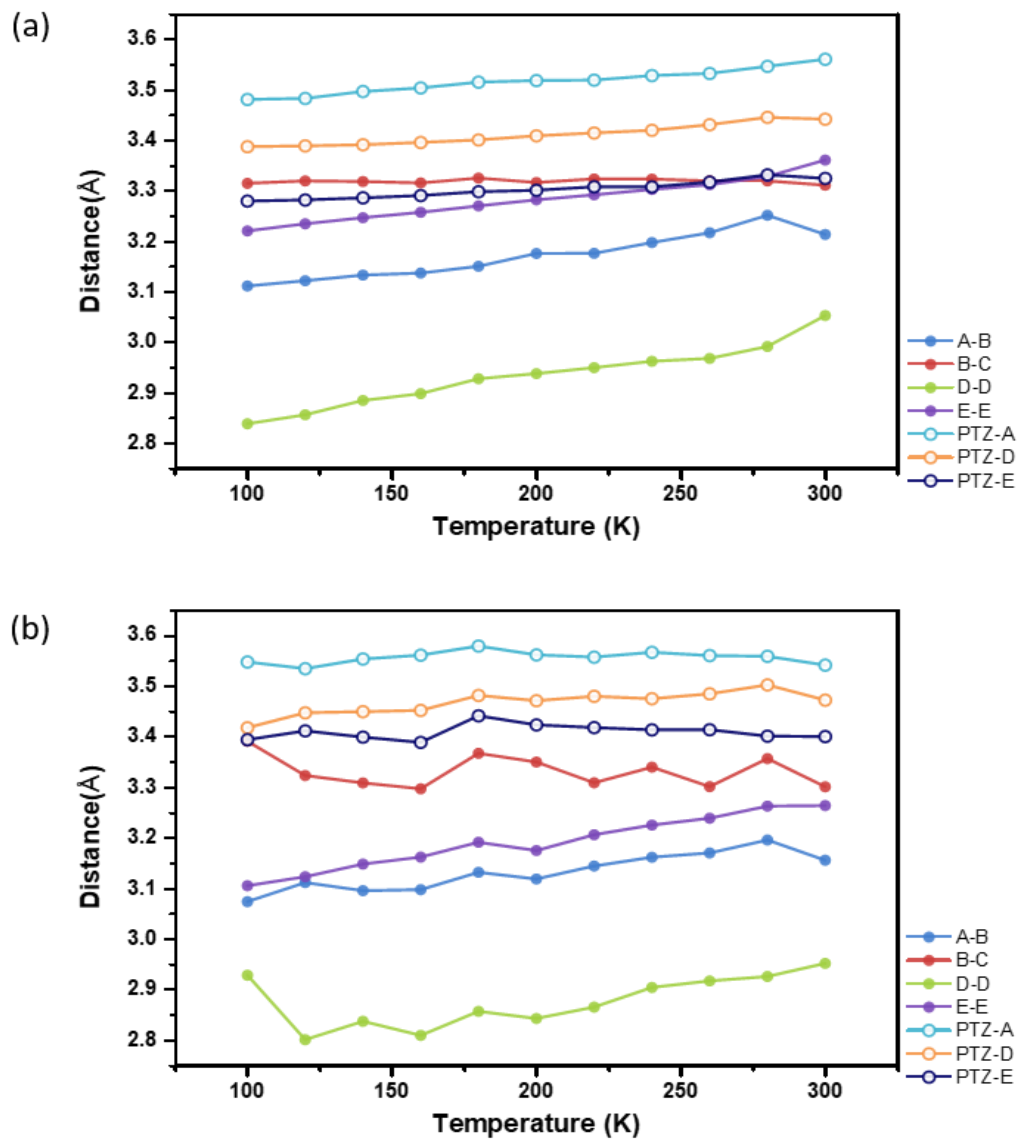 (a)
3.6
3.5
3.4
3.3
3.2
3.1
3.0
2.9
2.8
Distance(Å)
100 150 200 250 300
Temperature (K)
A-B
B-C
D-D
E-E
PTZ-A
PTZ-D
PTZ-E
(b)
3.6
3.5
3.4
3.3
3.2
3.1
3.0
2.9
2.8
Distance(Å)
100 150 200 250 300
Temperature (K)
A-B
B-C
D-D
E-E
PTZ-A
PTZ-D
PTZ-E